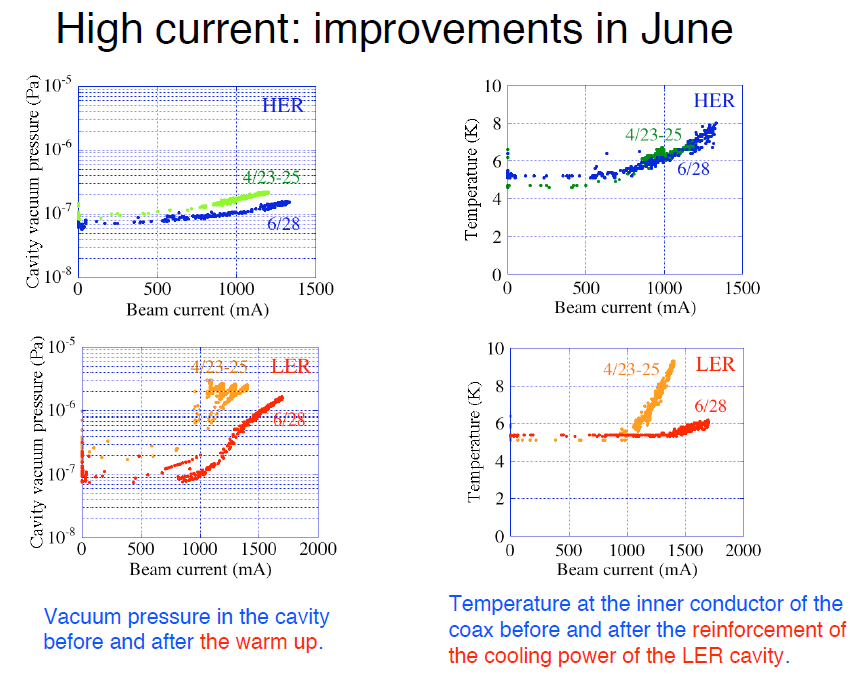 High current: improvements in June
Cavity vacuum pressure (Pa)
10-5
10-6
10-7
10-8
HER
4/23-25
6/28
0 500 1000 1500
Beam current (mA)
Temperature (K)
10
8
6
4
2
0
HER
4/23-25
6/28
0 500 1000 1500
Beam current (mA)
Cavity vacuum pressure (Pa)
10-5
10-6
10-7
10-8
4/23-25 LER
6/28
0 500 1000 1500 2000
Beam current (mA)
Temperature (K)
10
8
6
4
2
0
4/23-25 LER
6/28
0 500 1000 1500 2000
Beam current (mA)
Vacuum pressure in the cavity
before and after the warm up.
Temperature at the inner conductor of the
coax before and after the reinforcement of
the cooling power of the LER cavity.